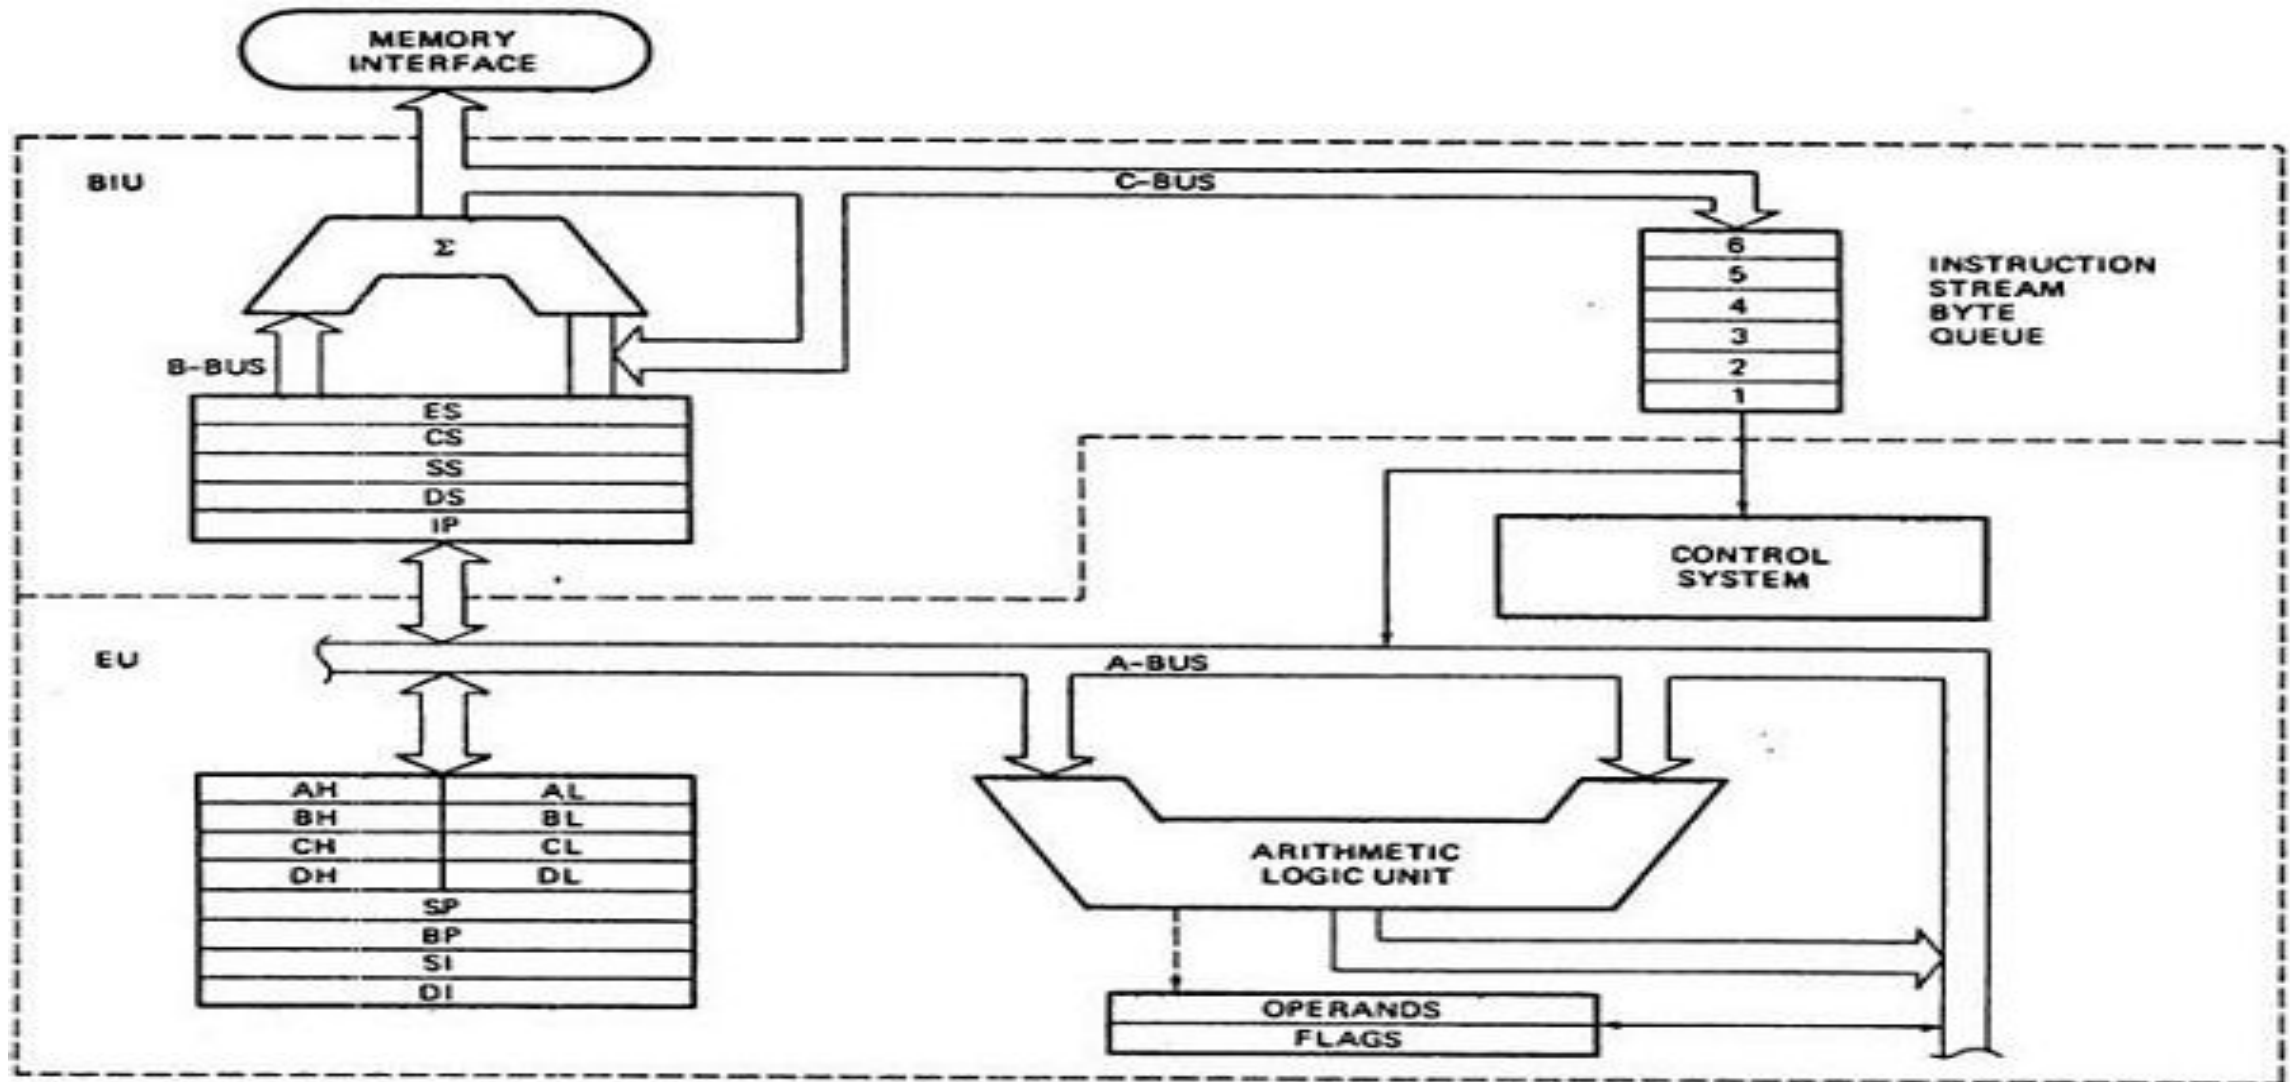 MEMORY
INTERFACE
BIU
C-BUS
Σ
6
5
4
3
2
1
INSTRUCTION
STREAM
BYTE
QUEUE
B-BUS
ES
CS
SS
DS
IP
CONTROL
SYSTEM
EU
A-BUS
AH AL
BH BL
CH CL
DH DL
SP
BP
SI
DI
ARITHMETIC
LOGIC UNIT
OPERANDS
FLAGS